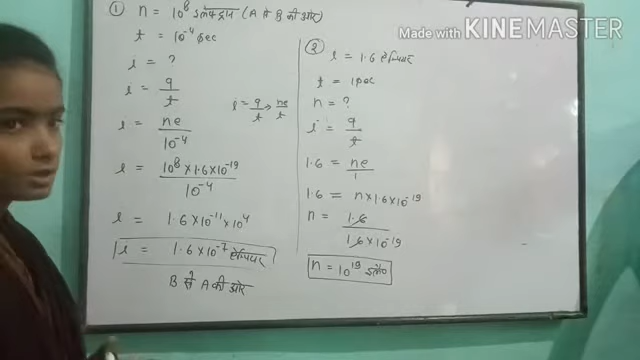 Made with KINEMASTER
① n = 10⁸ इलेक्ट्रान (A से B की ओर)
t = 10⁻⁴ sec
i = ?
i = q/t
i = q/t → ne/t
i = ne/10⁻⁴
i = 10⁸ × 1.6 × 10⁻¹⁹/10⁻⁴
i = 1.6 × 10⁻¹¹ × 10⁴
i = 1.6 × 10⁻⁷ ऐम्पियर
B से A की ओर
② i = 1.6 ऐम्पियर
t = 1 sec
n = ?
i = q/t
1.6 = ne/1
1.6 = n × 1.6 × 10⁻¹⁹
n = 1.6/1.6 × 10⁻¹⁹
n = 10¹⁹ इले०